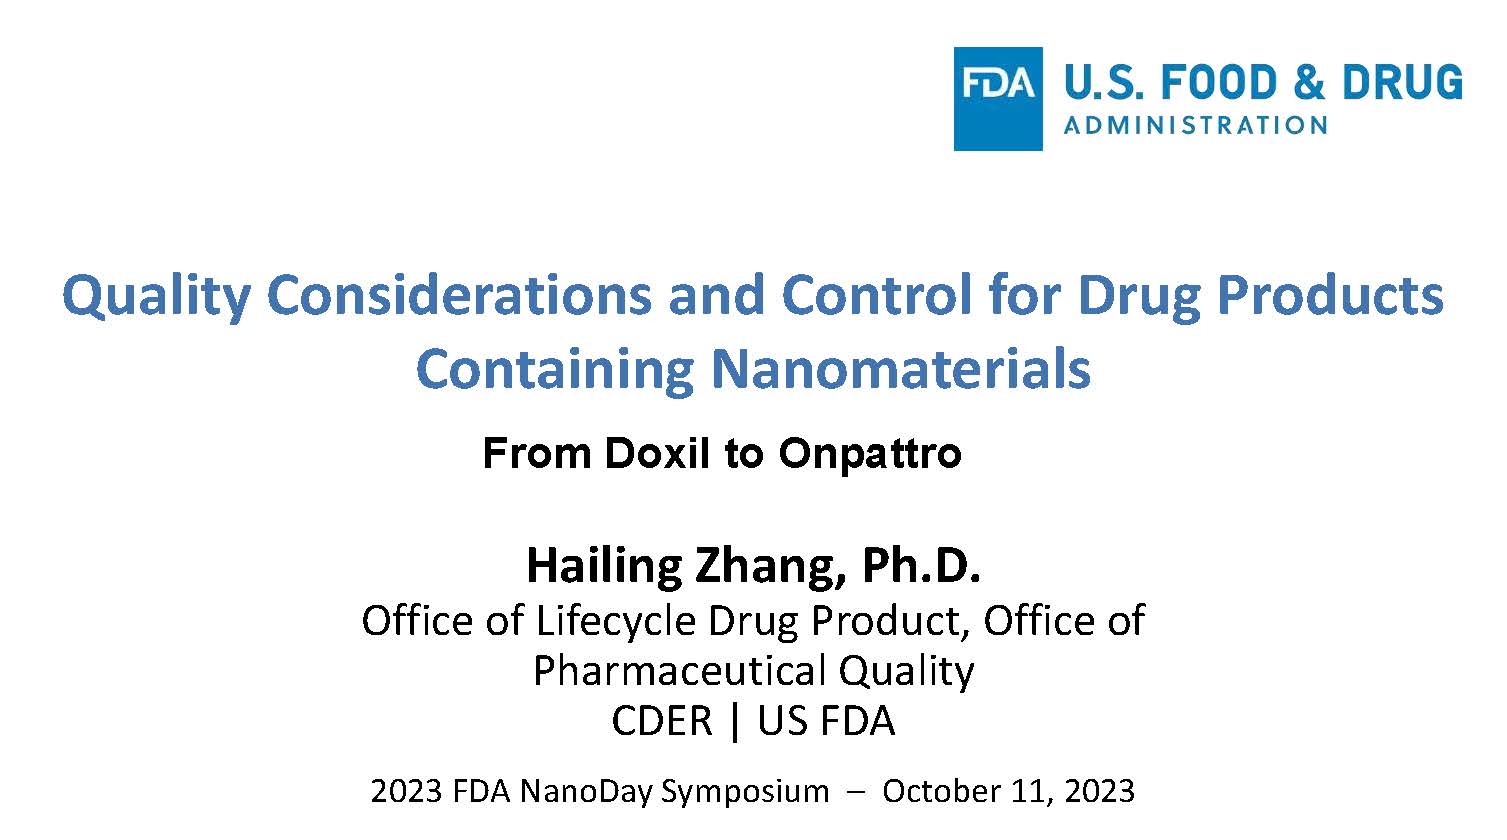 FDA
U.S. FOOD & DRUG
ADMINISTRATION
Quality Considerations and Control for Drug Products
Containing Nanomaterials
From Doxil to Onpattro
Hailing Zhang, Ph.D.
Office of Lifecycle Drug Product, Office of
Pharmaceutical Quality
CDER | US FDA
2023 FDA NanoDay Symposium – October 11, 2023